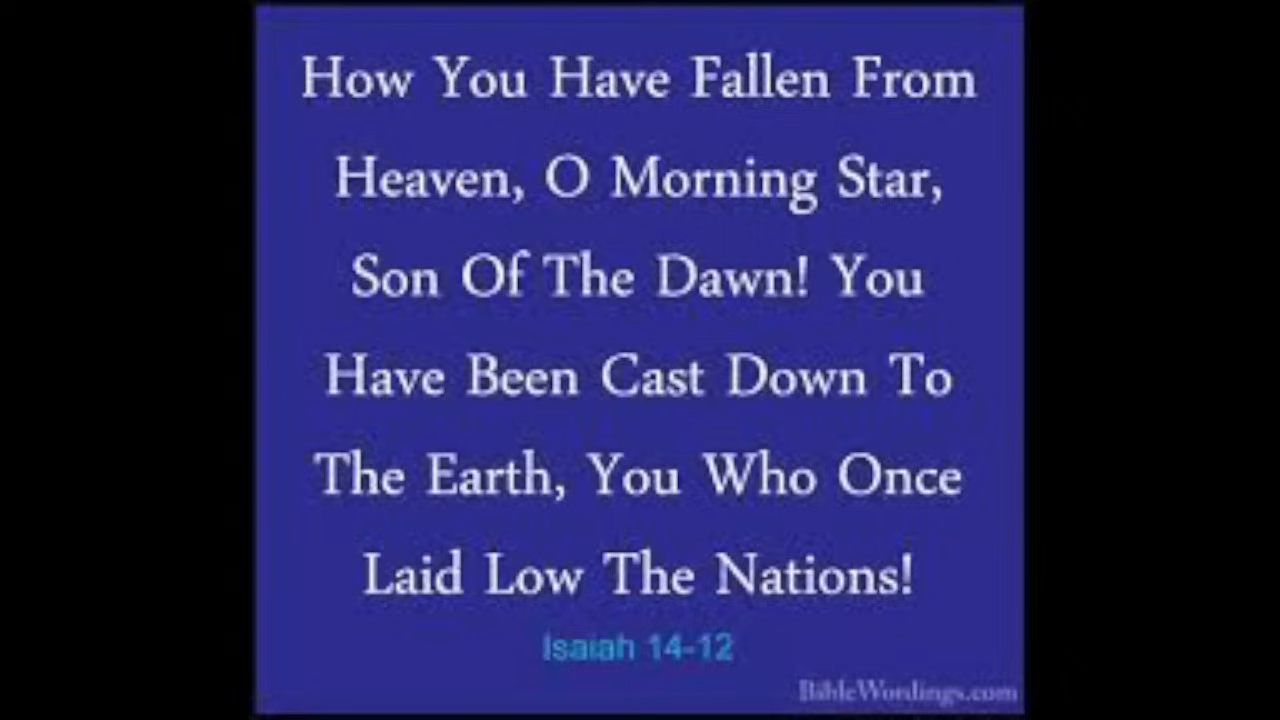 How You Have Fallen From
Heaven, O Morning Star,
Son Of The Dawn! You
Have Been Cast Down To
The Earth, You Who Once
Laid Low The Nations!
Isaiah 14-12
BibleWordings.com